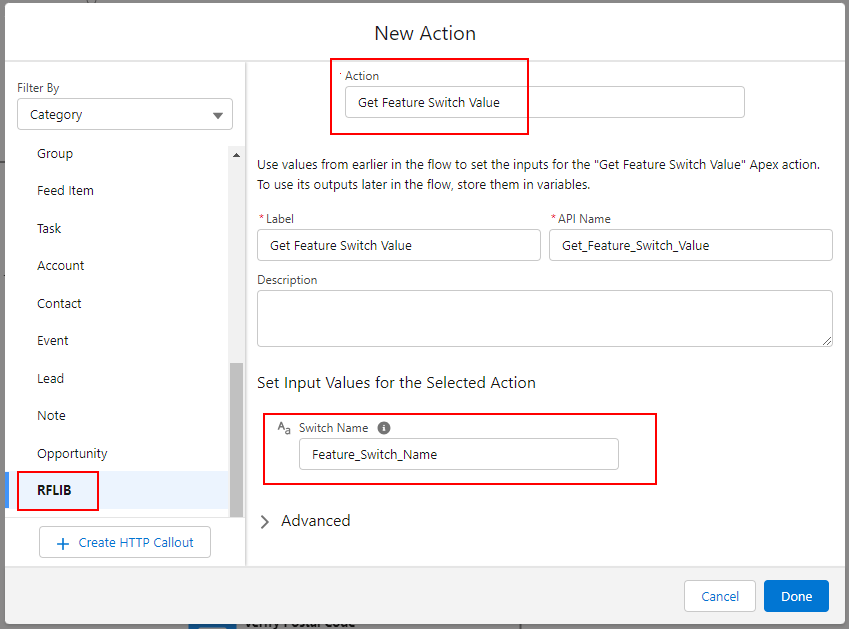 New Action
Filter By
Category
Group
Feed Item
Task
Account
Contact
Event
Lead
Note
Opportunity
RFLIB
Create HTTP Callout
* Action
Get Feature Switch Value
Use values from earlier in the flow to set the inputs for the "Get Feature Switch Value" Apex action.
To use its outputs later in the flow, store them in variables.
* Label
Get Feature Switch Value
* API Name
Get_Feature_Switch_Value
Description
Set Input Values for the Selected Action
Aa Switch Name
Feature_Switch_Name
Advanced
Cancel
Done
Verify Postal Code